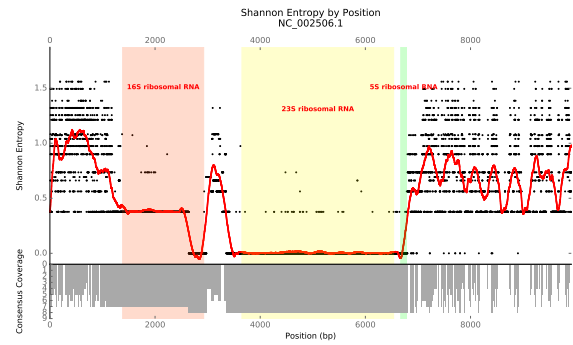 Shannon Entropy by Position
NC_002506.1
0 2000 4000 6000 8000
16S ribosomal RNA
5S ribosomal RNA
23S ribosomal RNA
Shannon Entropy
1.5
1.0
0.5
0.0
Consensus Coverage
9
0 2000 4000 6000 8000
Position (bp)